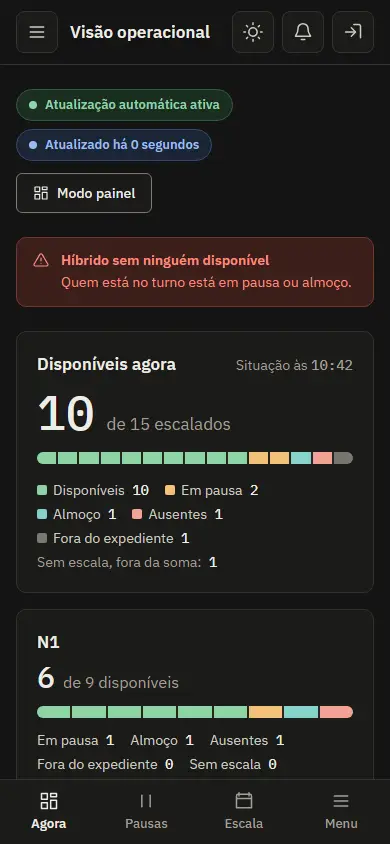 Visão operacional
Atualização automática ativa
Atualizado há 0 segundos
Modo painel
Híbrido sem ninguém disponível
Quem está no turno está em pausa ou almoço.
Disponíveis agora Situação às 10:42
10 de 15 escalados
Disponíveis 10 Em pausa 2
Almoço 1 Ausentes 1
Fora do expediente 1
Sem escala, fora da soma: 1
N1
6 de 9 disponíveis
Em pausa 1 Almoço 1 Ausentes 1
Fora do expediente 0 Sem escala 0
Agora Pausas Escala Menu